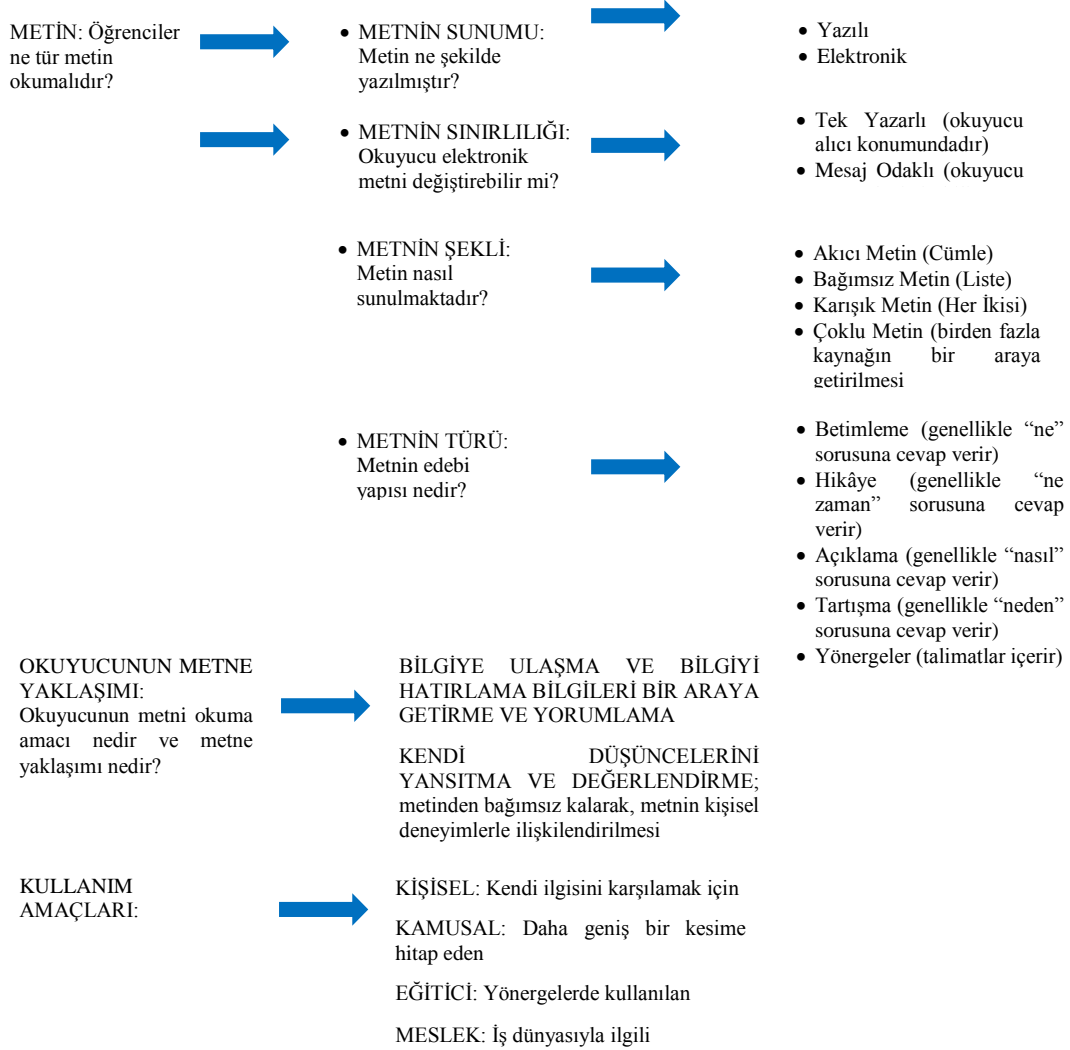 METİN: Öğrenciler
ne tür metin
okumalıdır?
• METNİN SUNUMU:
Metin ne şekilde
yazılmıştır?
• Yazılı
• Elektronik
• METNİN SINIRLILIĞI:
Okuyucu elektronik
metni değiştirebilir mi?
• Tek Yazarlı (okuyucu
alıcı konumundadır)
• Mesaj Odaklı (okuyucu
• METNİN ŞEKLİ:
Metin nasıl
sunulmaktadır?
• Akıcı Metin (Cümle)
• Bağımsız Metin (Liste)
• Karışık Metin (Her İkisi)
• Çoklu Metin (birden fazla
kaynağın bir araya
getirilmesi
• METNİN TÜRÜ:
Metnin edebi
yapısı nedir?
• Betimleme (genellikle “ne”
sorusuna cevap verir)
• Hikâye (genellikle “ne
zaman” sorusuna cevap
verir)
• Açıklama (genellikle “nasıl”
sorusuna cevap verir)
• Tartışma (genellikle “neden”
sorusuna cevap verir)
• Yönergeler (talimatlar içerir)
OKUYUCUNUN METNE
YAKLAŞIMI:
Okuyucunun metni okuma
amacı nedir ve metne
yaklaşımı nedir?
BİLGİYE ULAŞMA VE BİLGİYİ
HATIRLAMA BİLGİLERİ BİR ARAYA
GETİRME VE YORUMLAMA
KENDİ DÜŞÜNCELERİNİ
YANSITMA VE DEĞERLENDİRME;
metinden bağımsız kalarak, metnin kişisel
deneyimlerle ilişkilendirilmesi
KULLANIM
AMAÇLARI:
KİŞİSEL: Kendi ilgisini karşılamak için
KAMUSAL: Daha geniş bir kesime
hitap eden
EĞİTİCİ: Yönergelerde kullanılan
MESLEK: İş dünyasıyla ilgili